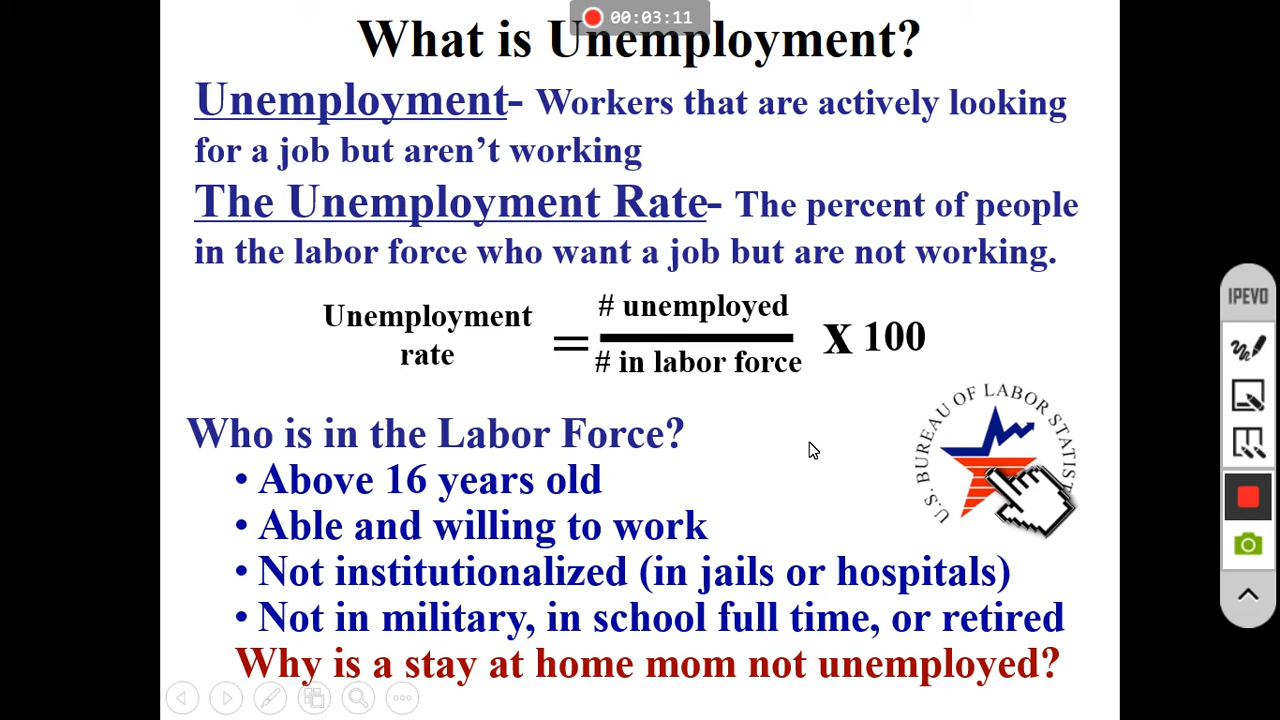 00:03:11
What is Unemployment?
Unemployment- Workers that are actively looking
for a job but aren't working
The Unemployment Rate- The percent of people
in the labor force who want a job but are not working.
Unemployment
rate
=
# unemployed
# in labor force
x 100
Who is in the Labor Force?
• Above 16 years old
• Able and willing to work
• Not institutionalized (in jails or hospitals)
• Not in military, in school full time, or retired
Why is a stay at home mom not unemployed?
U.S. BUREAU OF LABOR STATIST
IPEVO